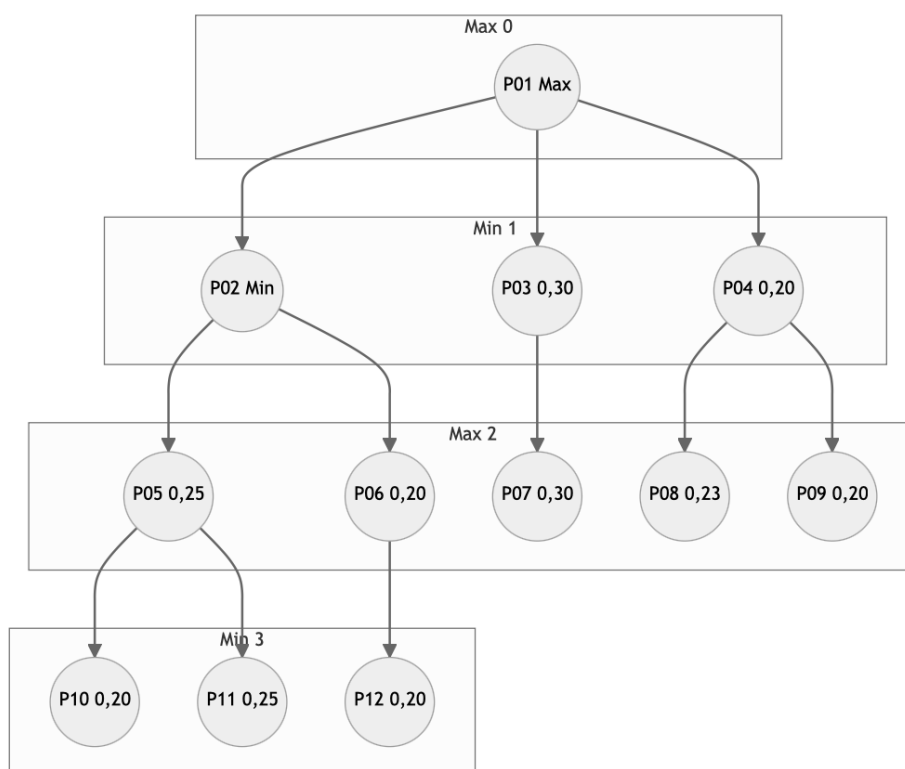 Max 0
P01 Max
Min 1
P02 Min
P03 0,30
P04 0,20
Max 2
P05 0,25
P06 0,20
P07 0,30
P08 0,23
P09 0,20
Min 3
P10 0,20
P11 0,25
P12 0,20